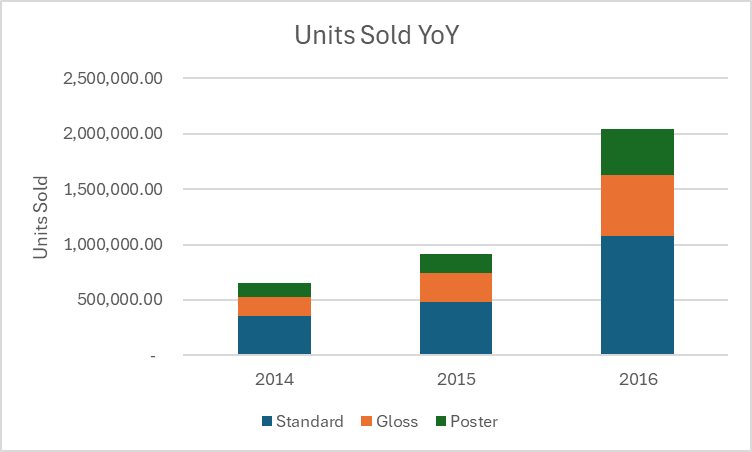 Units Sold YoY
2,500,000.00
2,000,000.00
1,500,000.00
1,000,000.00
500,000.00
-
Units Sold
2014 2015 2016
Standard Gloss Poster